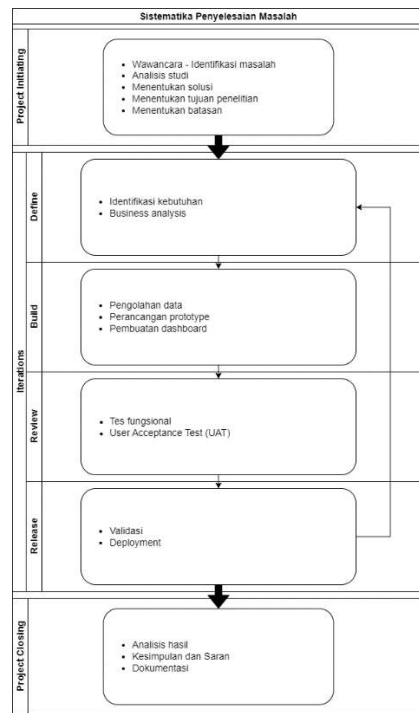 Sistematika Penyelesaian Masalah
Project Initiating
• Wawancara - Identifikasi masalah
• Analisis studi
• Menentukan solusi
• Menentukan tujuan penelitian
• Menentukan batasan
Iterations
Define
• Identifikasi kebutuhan
• Business analysis
Build
• Pengolahan data
• Perancangan prototype
• Pembuatan dashboard
Review
• Tes fungsional
• User Acceptance Test (UAT)
Release
• Validasi
• Deployment
Project Closing
• Analisis hasil
• Kesimpulan dan Saran
• Dokumentasi